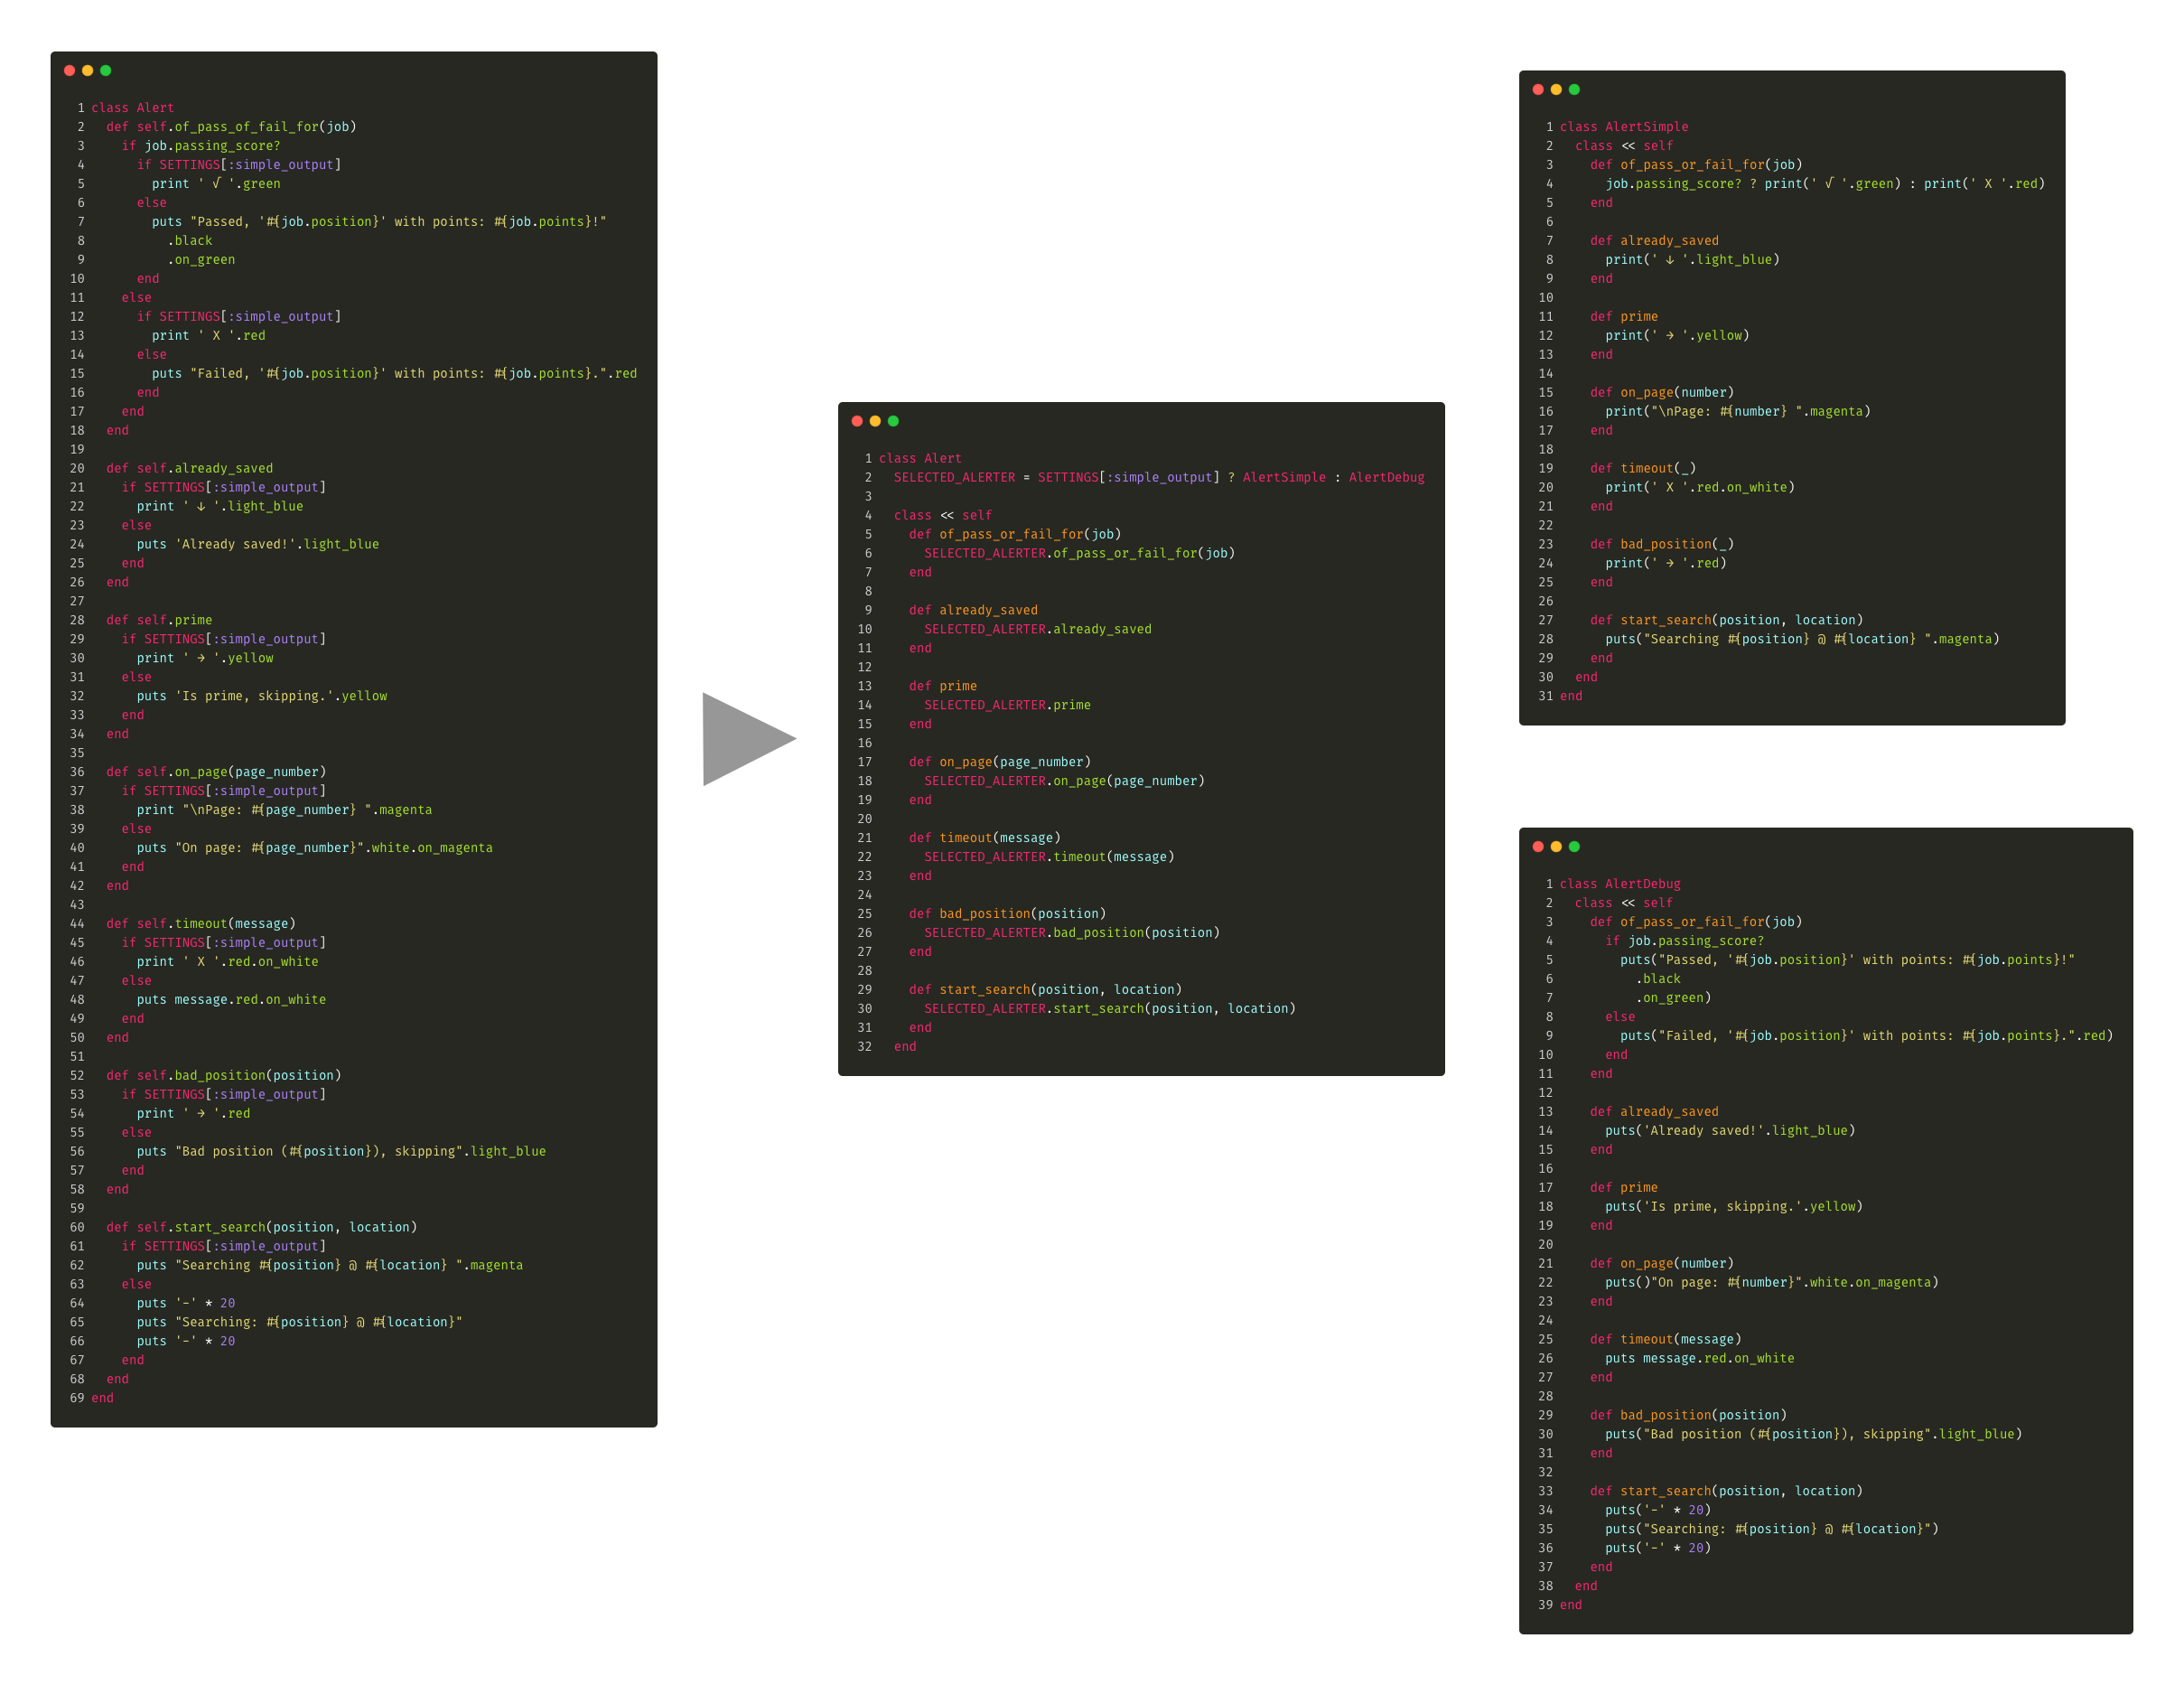 1 class Alert
2   def self.of_pass_of_fail_for(job)
3     if job.passing_score?
4       if SETTINGS[:simple_output]
5         print ' √ '.green
6       else
7         puts "Passed, '#{job.position}' with points: #{job.points}!"
8           .black
9           .on_green
10       end
11     else
12       if SETTINGS[:simple_output]
13         print ' X '.red
14       else
15         puts "Failed, '#{job.position}' with points: #{job.points}.".red
16       end
17     end
18   end
19
20   def self.already_saved
21     if SETTINGS[:simple_output]
22       print ' ↓ '.light_blue
23     else
24       puts 'Already saved!'.light_blue
25     end
26   end
27
28   def self.prime
29     if SETTINGS[:simple_output]
30       print ' → '.yellow
31     else
32       puts 'Is prime, skipping.'.yellow
33     end
34   end
35
36   def self.on_page(page_number)
37     if SETTINGS[:simple_output]
38       print "\nPage: #{page_number} ".magenta
39     else
40       puts "On page: #{page_number}".white.on_magenta
41     end
42   end
43
44   def self.timeout(message)
45     if SETTINGS[:simple_output]
46       print ' X '.red.on_white
47     else
48       puts message.red.on_white
49     end
50   end
51
52   def self.bad_position(position)
53     if SETTINGS[:simple_output]
54       print ' → '.red
55     else
56       puts "Bad position (#{position}), skipping".light_blue
57     end
58   end
59
60   def self.start_search(position, location)
61     if SETTINGS[:simple_output]
62       puts "Searching #{position} @ #{location} ".magenta
63     else
64       puts '-' * 20
65       puts "Searching: #{position} @ #{location}"
66       puts '-' * 20
67     end
68   end
69 end
1 class Alert
2   SELECTED_ALERTER = SETTINGS[:simple_output] ? AlertSimple : AlertDebug
3
4   class << self
5     def of_pass_or_fail_for(job)
6       SELECTED_ALERTER.of_pass_or_fail_for(job)
7     end
8
9     def already_saved
10       SELECTED_ALERTER.already_saved
11     end
12
13     def prime
14       SELECTED_ALERTER.prime
15     end
16
17     def on_page(page_number)
18       SELECTED_ALERTER.on_page(page_number)
19     end
20
21     def timeout(message)
22       SELECTED_ALERTER.timeout(message)
23     end
24
25     def bad_position(position)
26       SELECTED_ALERTER.bad_position(position)
27     end
28
29     def start_search(position, location)
30       SELECTED_ALERTER.start_search(position, location)
31     end
32   end
1 class AlertSimple
2   class << self
3     def of_pass_or_fail_for(job)
4       job.passing_score? ? print(' √ '.green) : print(' X '.red)
5     end
6
7     def already_saved
8       print(' ↓ '.light_blue)
9     end
10
11     def prime
12       print(' → '.yellow)
13     end
14
15     def on_page(number)
16       print("\nPage: #{number} ".magenta)
17     end
18
19     def timeout(_)
20       print(' X '.red.on_white)
21     end
22
23     def bad_position(_)
24       print(' → '.red)
25     end
26
27     def start_search(position, location)
28       puts("Searching #{position} @ #{location} ".magenta)
29     end
30   end
31 end
1 class AlertDebug
2   class << self
3     def of_pass_or_fail_for(job)
4       if job.passing_score?
5         puts("Passed, '#{job.position}' with points: #{job.points}!"
6           .black
7           .on_green)
8       else
9         puts("Failed, '#{job.position}' with points: #{job.points}.".red)
10       end
11     end
12
13     def already_saved
14       puts('Already saved!'.light_blue)
15     end
16
17     def prime
18       puts('Is prime, skipping.'.yellow)
19     end
20
21     def on_page(number)
22       puts()"On page: #{number}".white.on_magenta)
23     end
24
25     def timeout(message)
26       puts message.red.on_white
27     end
28
29     def bad_position(position)
30       puts("Bad position (#{position}), skipping".light_blue)
31     end
32
33     def start_search(position, location)
34       puts('-' * 20)
35       puts("Searching: #{position} @ #{location}")
36       puts('-' * 20)
37     end
38   end
39 end